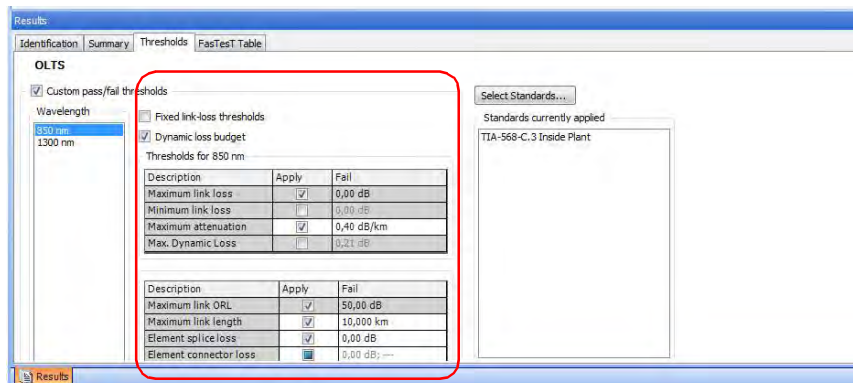 Results
Identification Summary Thresholds FasTesT Table
OLTS
Custom pass/fail thresholds
Wavelength
850 nm
1300 nm
Fixed link-loss thresholds
Dynamic loss budget
Thresholds for 850 nm
Description Apply Fail
Maximum link loss 0,00 dB
Minimum link loss 0,00 dB
Maximum attenuation 0,40 dB/km
Max. Dynamic Loss 0,21 dB
Description Apply Fail
Maximum link ORL 50,00 dB
Maximum link length 10,000 km
Element splice loss 0,00 dB
Element connector loss 0,00 dB; ---
Select Standards...
Standards currently applied
TIA-568-C.3 Inside Plant
Results